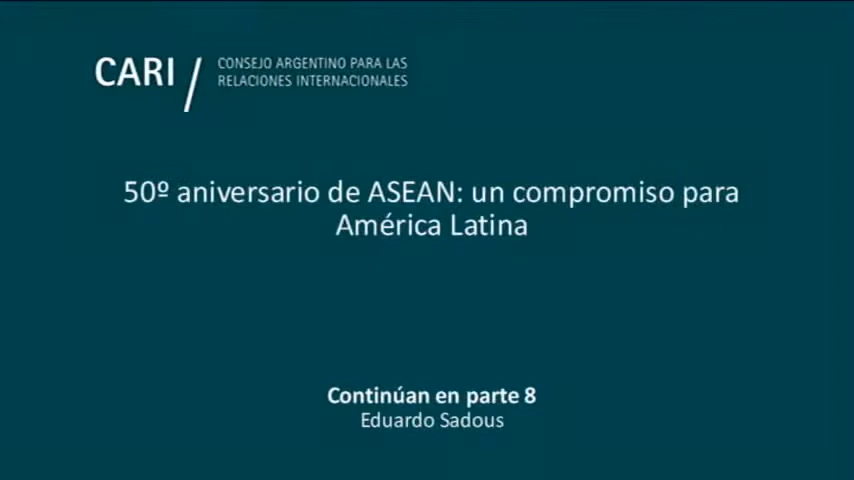 CARI / CONSEJO ARGENTINO PARA LAS
RELACIONES INTERNACIONALES
50º aniversario de ASEAN: un compromiso para
América Latina
Continúan en parte 8
Eduardo Sadous